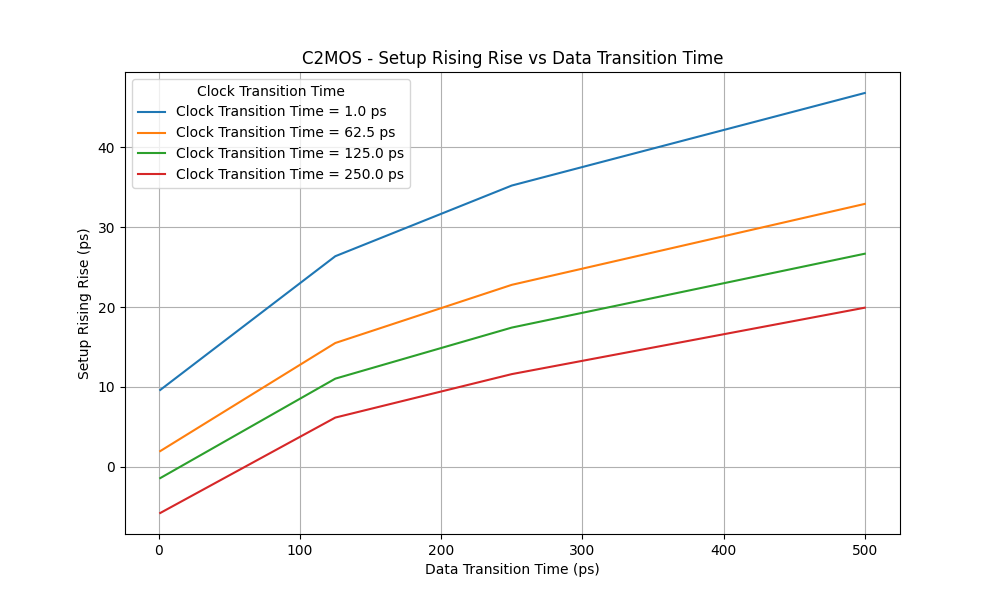 C2MOS - Setup Rising Rise vs Data Transition Time
Clock Transition Time
Clock Transition Time = 1.0 ps
Clock Transition Time = 62.5 ps
Clock Transition Time = 125.0 ps
Clock Transition Time = 250.0 ps
Setup Rising Rise (ps)
40
30
20
10
0
0 100 200 300 400 500
Data Transition Time (ps)